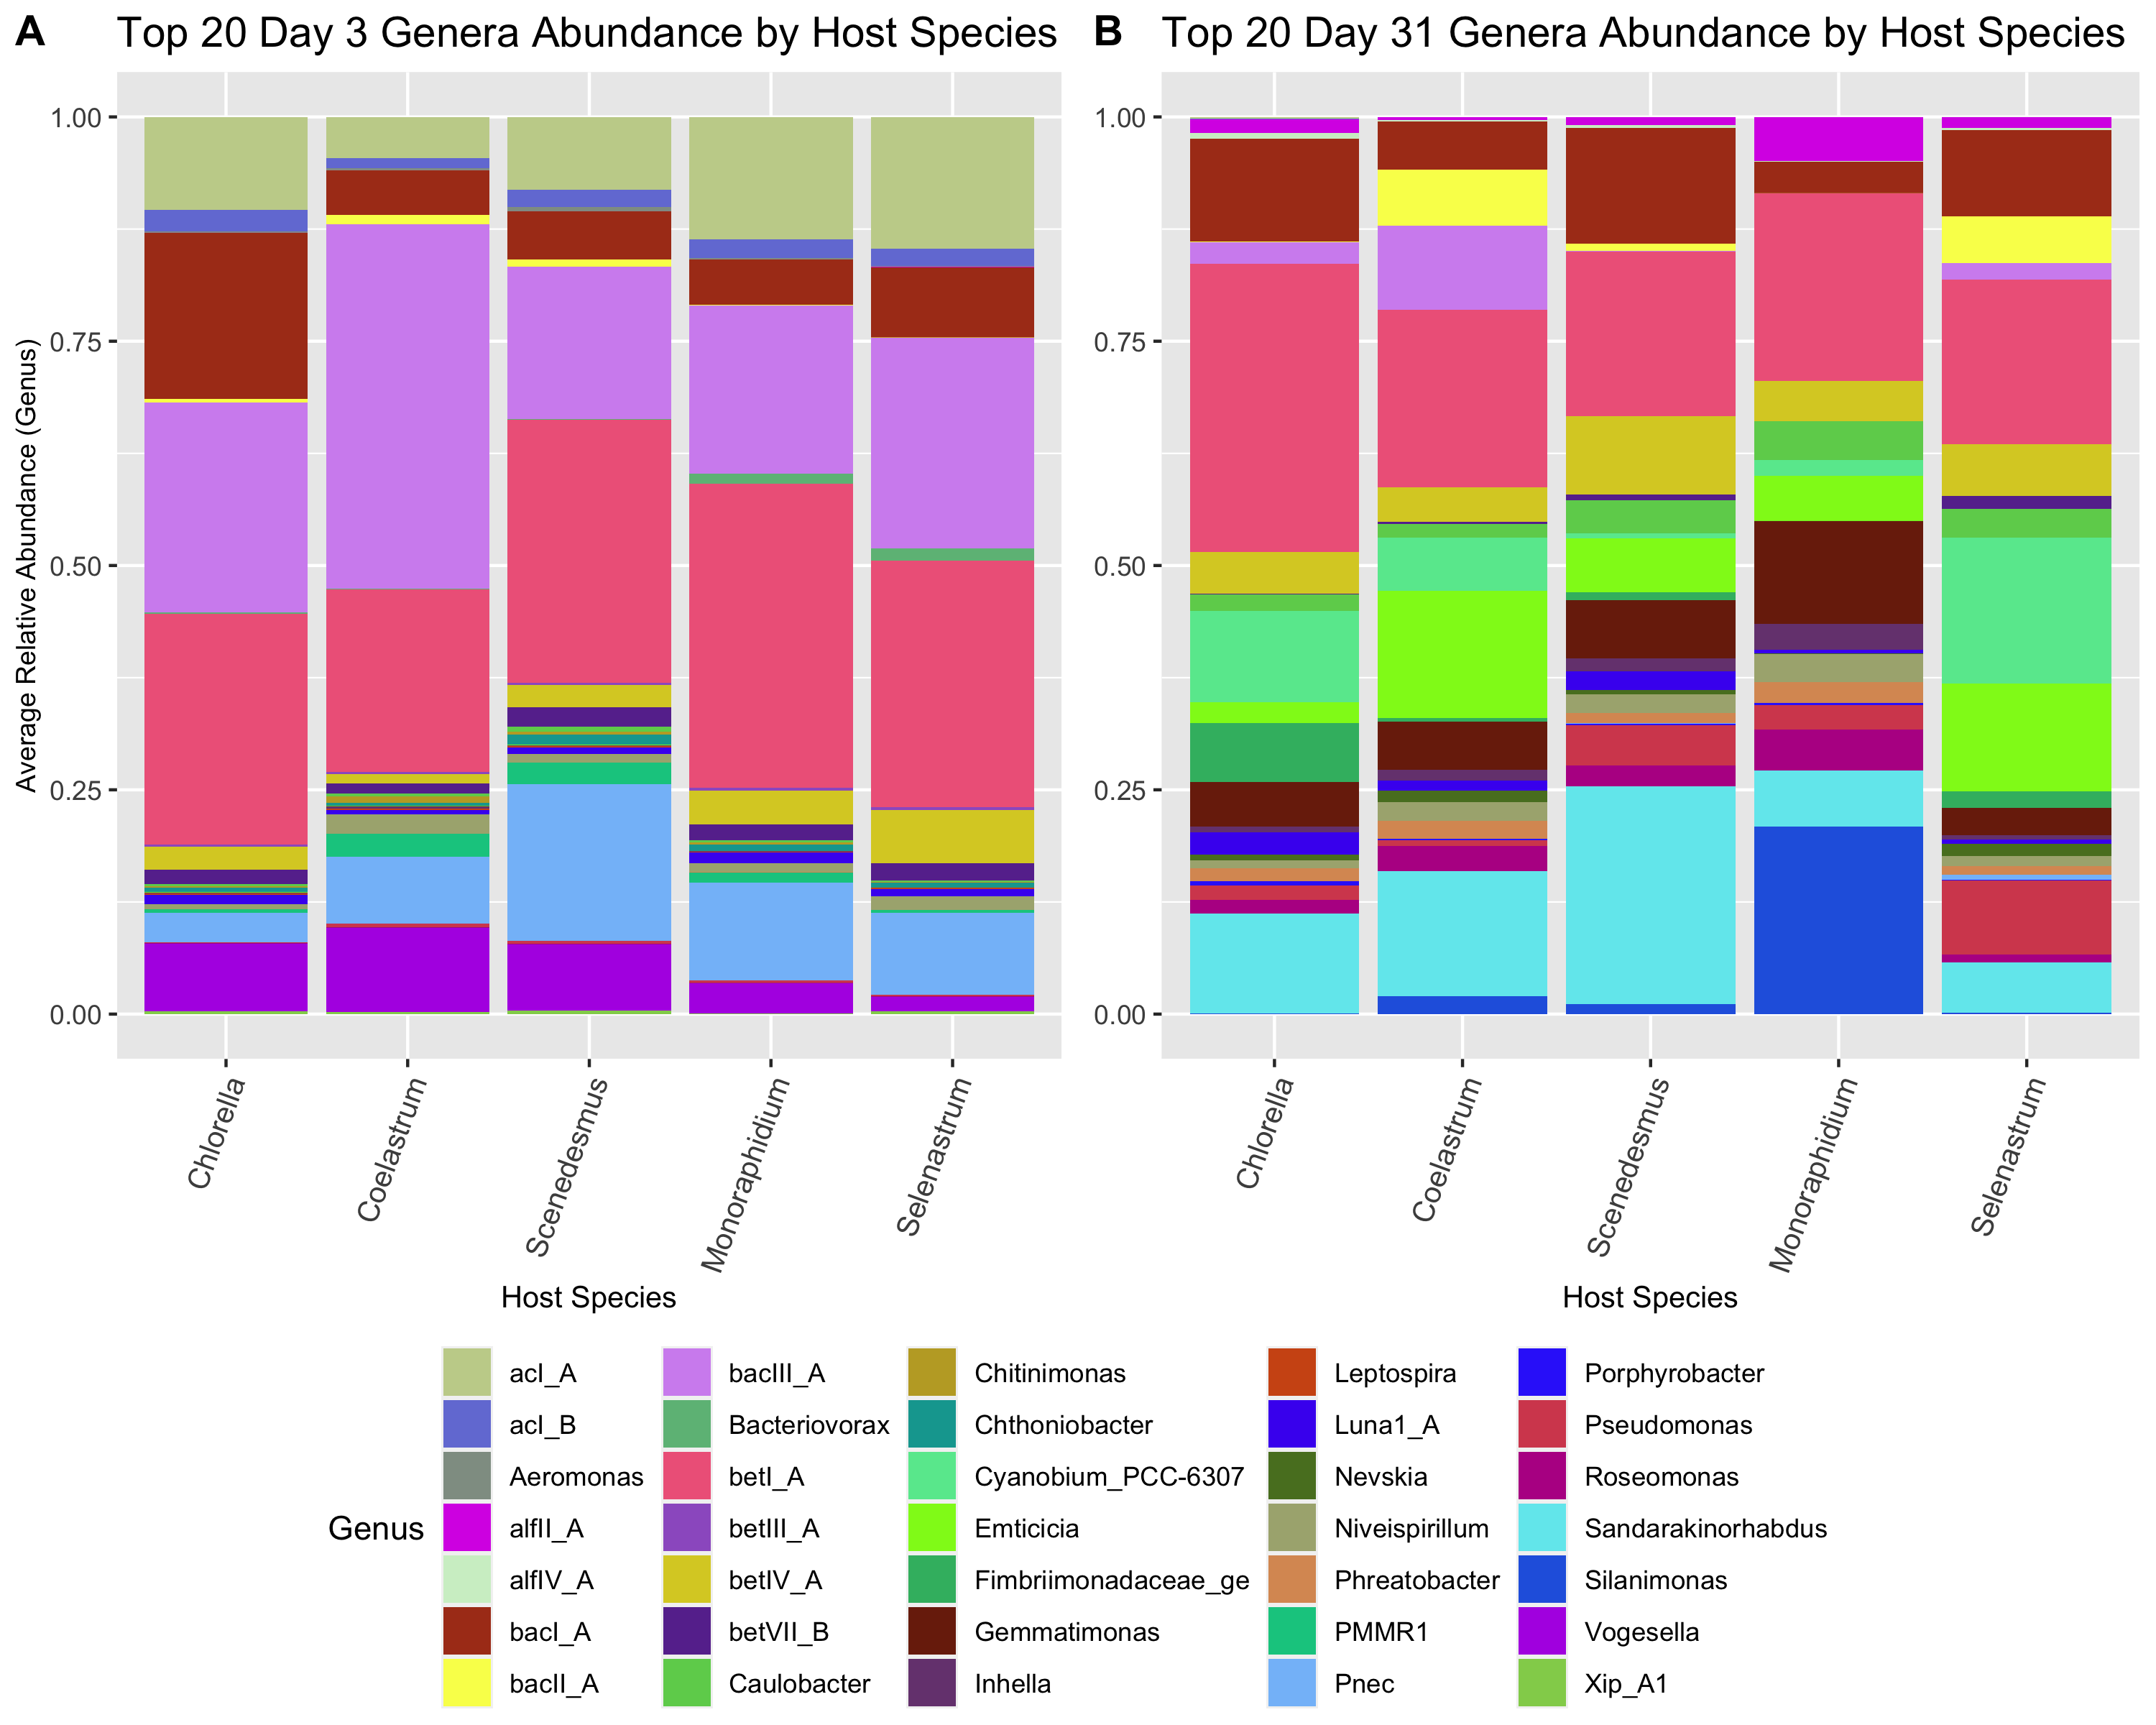 A Top 20 Day 3 Genera Abundance by Host Species
B Top 20 Day 31 Genera Abundance by Host Species
Average Relative Abundance (Genus)
1.00
0.75
0.50
0.25
0.00
1.00
0.75
0.50
0.25
0.00
Chlorella
Coelastrum
Scenedesmus
Monoraphidium
Selenastrum
Chlorella
Coelastrum
Scenedesmus
Monoraphidium
Selenastrum
Host Species
Host Species
Genus
acI_A
acI_B
Aeromonas
alfII_A
alfIV_A
bacI_A
bacII_A
bacIII_A
Bacteriovorax
betI_A
betIII_A
betIV_A
betVII_B
Caulobacter
Chitinimonas
Chthoniobacter
Cyanobium_PCC-6307
Emticicia
Fimbriimonadaceae_ge
Gemmatimonas
Inhella
Leptospira
Luna1_A
Nevskia
Niveispirillum
Phreatobacter
PMMR1
Pnec
Porphyrobacter
Pseudomonas
Roseomonas
Sandarakinorhabdus
Silanimonas
Vogesella
Xip_A1